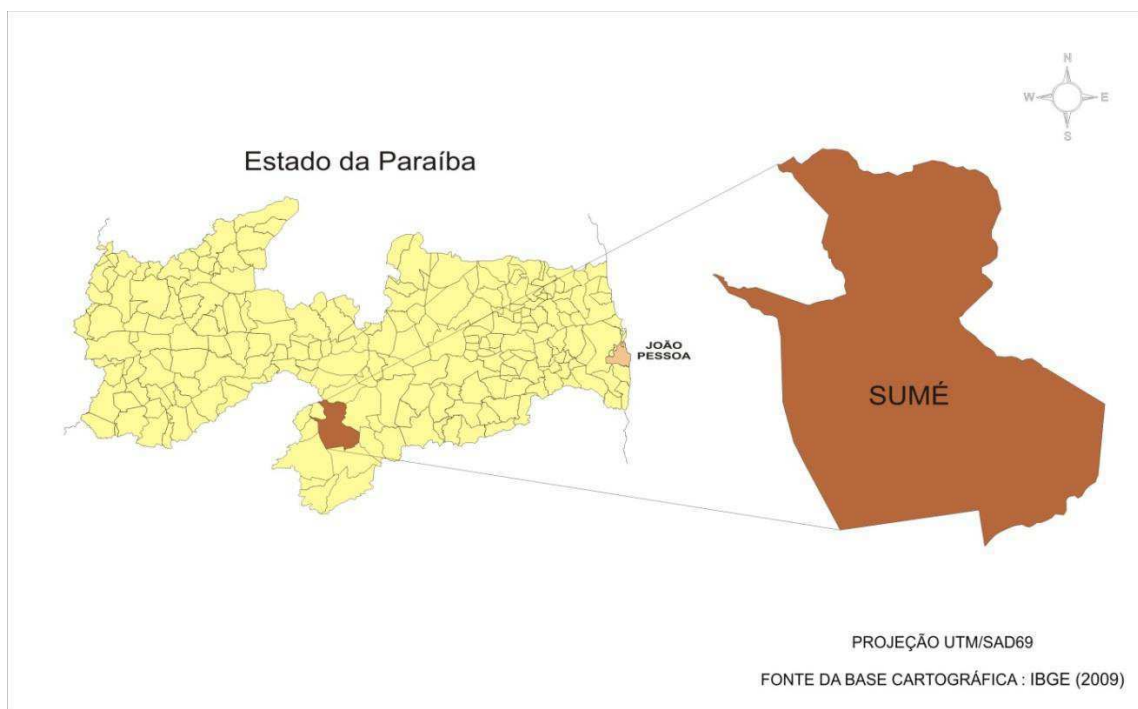 N
W E
S
Estado da Paraíba
JOÃO
PESSOA
SUMÉ
PROJEÇÃO UTM/SAD69
FONTE DA BASE CARTOGRÁFICA : IBGE (2009)